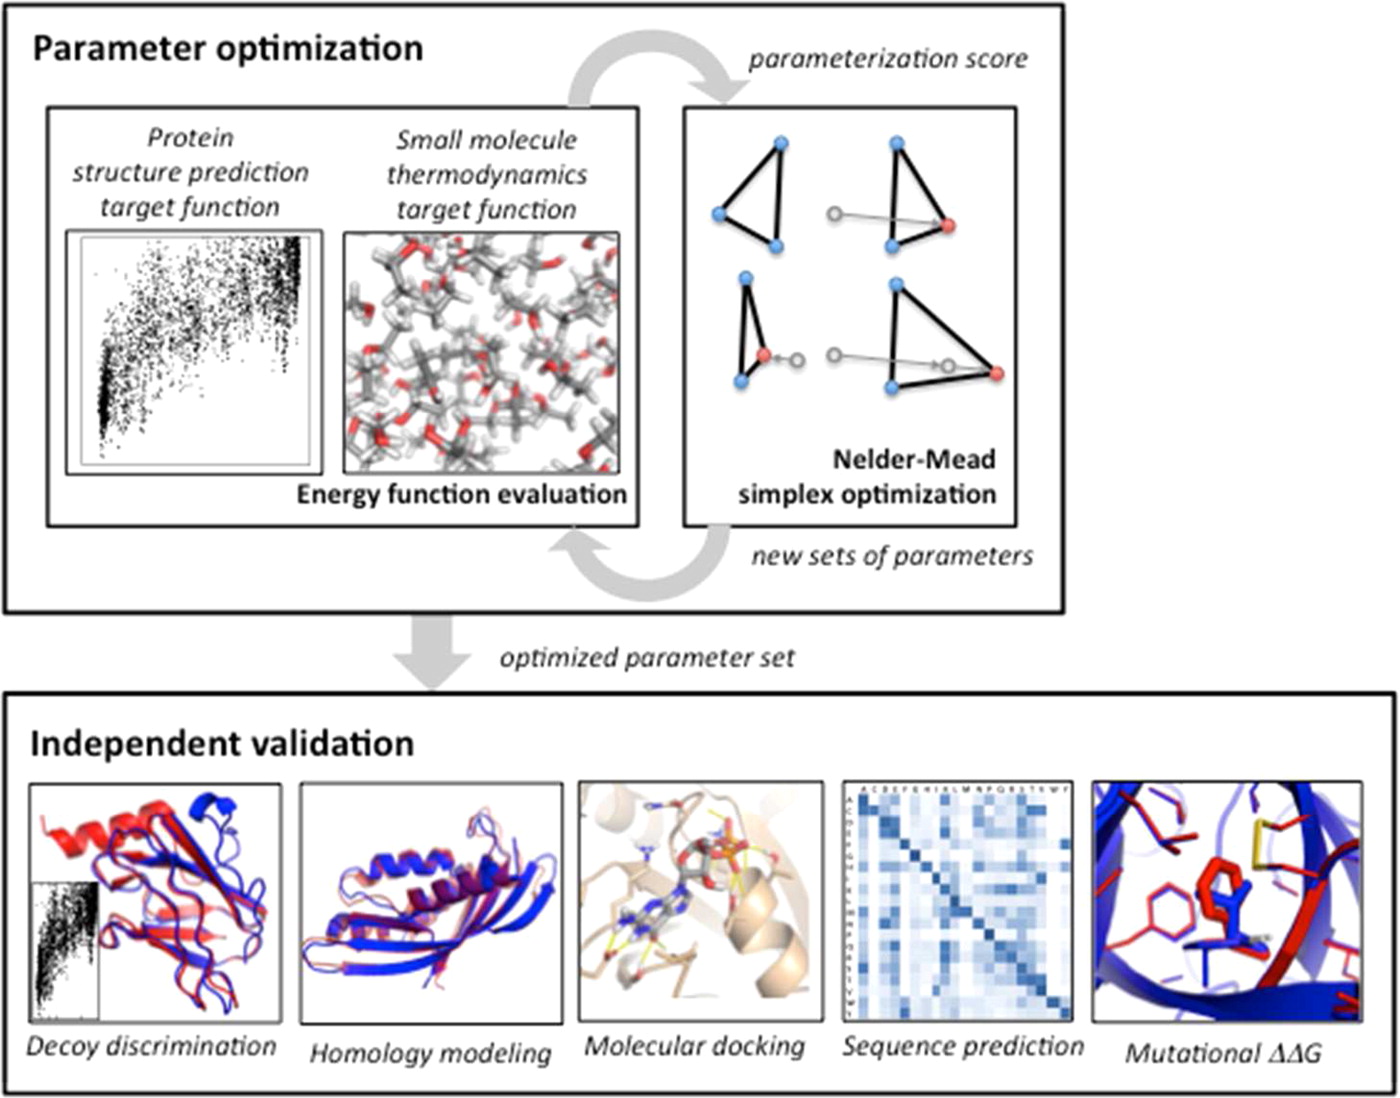 Parameter optimization
parameterization score
Protein
structure prediction
target function
Small molecule
thermodynamics
target function
Energy function evaluation
Nelder-Mead
simplex optimization
new sets of parameters
optimized parameter set
Independent validation
Decoy discrimination
Homology modeling
Molecular docking
Sequence prediction
Mutational ΔΔG